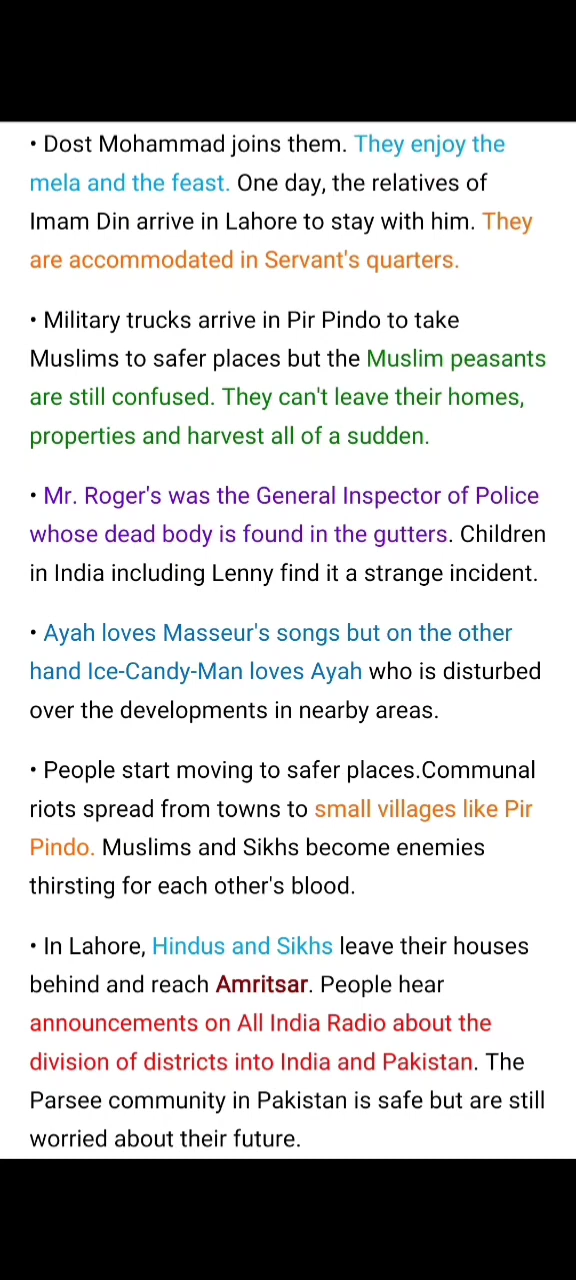 • Dost Mohammad joins them. They enjoy the
mela and the feast. One day, the relatives of
Imam Din arrive in Lahore to stay with him. They
are accommodated in Servant's quarters.
• Military trucks arrive in Pir Pindo to take
Muslims to safer places but the Muslim peasants
are still confused. They can't leave their homes,
properties and harvest all of a sudden.
• Mr. Roger's was the General Inspector of Police
whose dead body is found in the gutters. Children
in India including Lenny find it a strange incident.
• Ayah loves Masseur's songs but on the other
hand Ice-Candy-Man loves Ayah who is disturbed
over the developments in nearby areas.
• People start moving to safer places.Communal
riots spread from towns to small villages like Pir
Pindo. Muslims and Sikhs become enemies
thirsting for each other's blood.
• In Lahore, Hindus and Sikhs leave their houses
behind and reach Amritsar. People hear
announcements on All India Radio about the
division of districts into India and Pakistan. The
Parsee community in Pakistan is safe but are still
worried about their future.